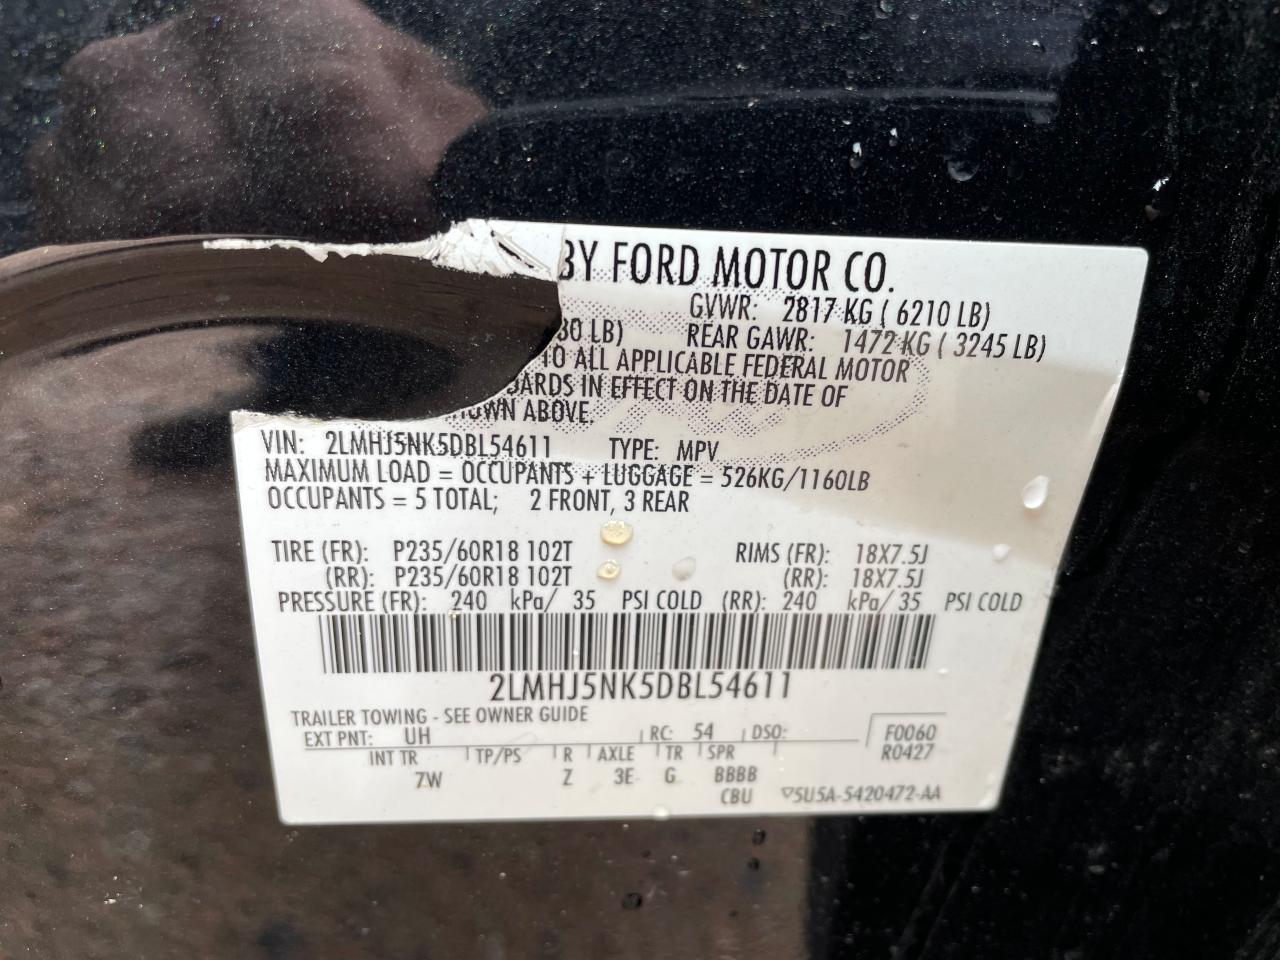 BY FORD MOTOR CO.
GVWR: 2817 KG ( 6210 LB)
LB) REAR GAWR: 1472 KG ( 3245 LB)
TO ALL APPLICABLE FEDERAL MOTOR
IN EFFECT ON THE DATE OF
ABOVE.
VIN: 2LMHJ5NK5DBL54611 TYPE: MPV
MAXIMUM LOAD = OCCUPANTS + LUGGAGE = 526KG/1160LB
OCCUPANTS = 5 TOTAL; 2 FRONT, 3 REAR
TIRE (FR): P235/60R18 102T RIMS (FR): 18X7.5J
(RR): P235/60R18 102T (RR): 18X7.5J
PRESSURE (FR): 240 kPa/ 35 PSI COLD (RR): 240 kPa/ 35 PSI COLD
2LMHJ5NK5DBL54611
TRAILER TOWING - SEE OWNER GUIDE
EXT PNT: UH RC: 54 DSO: F0060
R0427
INT TR TP/PS R AXLE TR SPR
7W Z 3E G BBBB
CBU ▽5U5A-5420472-AA